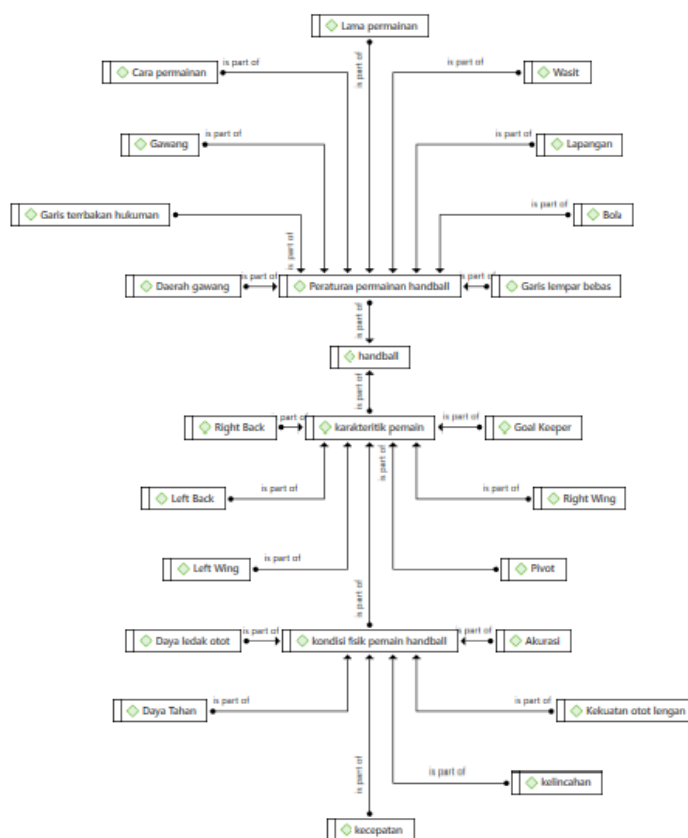 Lama permainan
is part of
is part of
Cara permainan
Wasit
is part of
is part of
Gawang
is part of
Lapangan
is part of
Garis tembakan hukuman
is part of
Bola
is part of
Daerah gawang
is part of
Peraturas permainan handball
is part of
Garis lempar bebas
is part of
handball
is part of
Right Back
is part of
karakteritik pemain
is part of
Goal Keeper
Left Back
is part of
is part of
Right Wing
Left Wing
is part of
is part of
Pivot
is part of
Daya ledak otot
is part of
kondisi fisik pemain handball
is part of
Akurasi
Daya Tahan
is part of
is part of
Kekuatan otot lengan
is part of
is part of
kelincahan
kecepatan